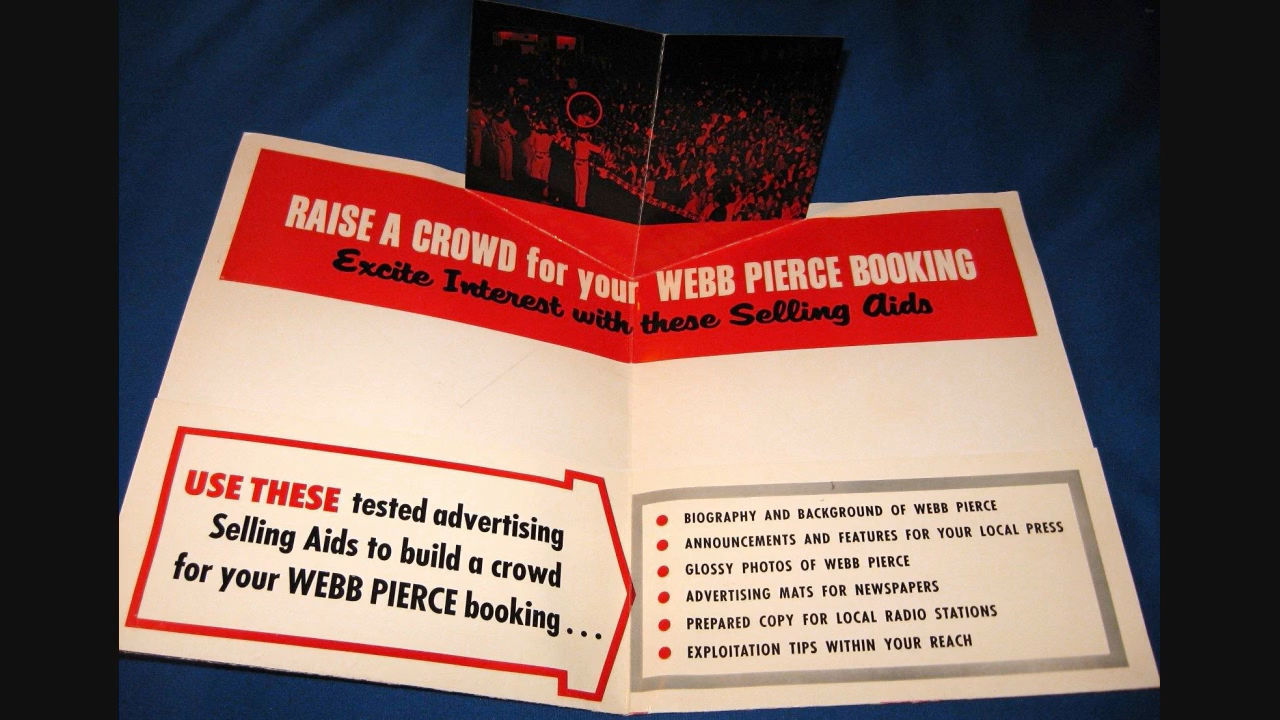 RAISE A CROWD for your WEBB PIERCE BOOKING
Excite Interest with these Selling Aids
USE THESE tested advertising
Selling Aids to build a crowd
for your WEBB PIERCE booking...
BIOGRAPHY AND BACKGROUND OF WEBB PIERCE
ANNOUNCEMENTS AND FEATURES FOR YOUR LOCAL PRESS
GLOSSY PHOTOS OF WEBB PIERCE
ADVERTISING MATS FOR NEWSPAPERS
PREPARED COPY FOR LOCAL RADIO STATIONS
EXPLOITATION TIPS WITHIN YOUR REACH